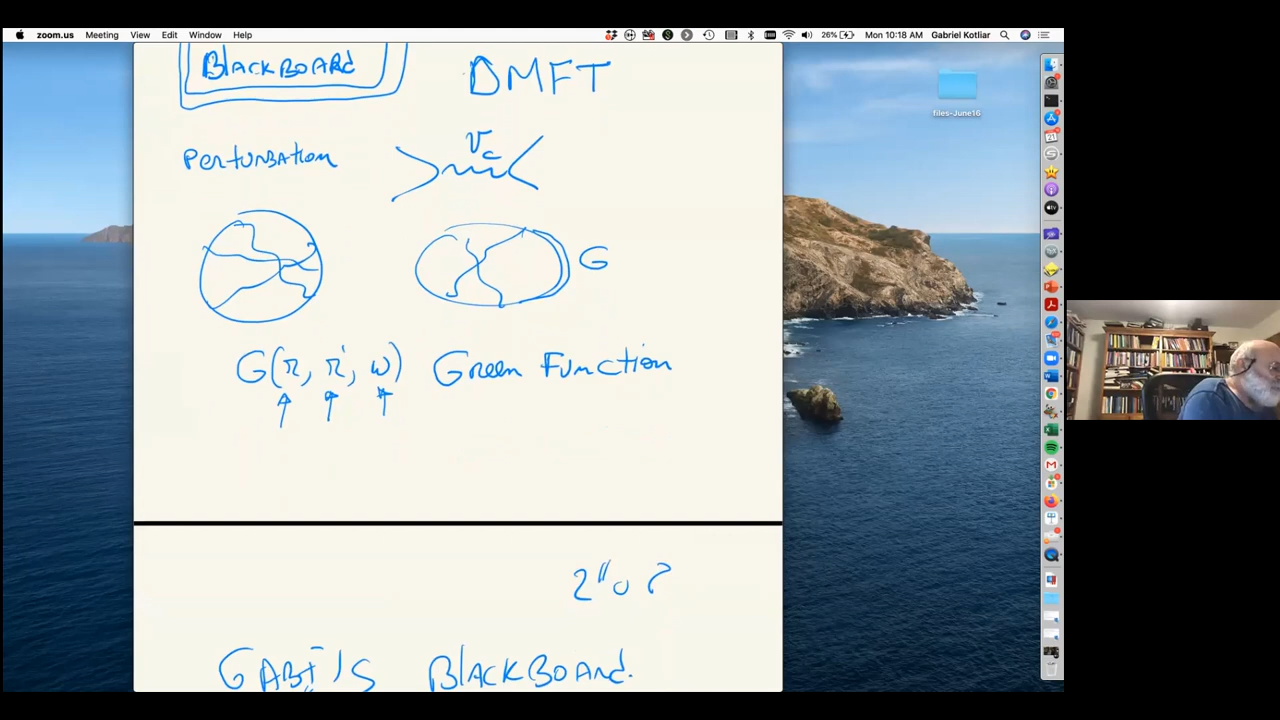 zoom.us Meeting View Edit Window Help 26% Mon 10:18 AM Gabriel Kotliar
BlackBOARD
DMFT
files-June16
Perturbation
Vc
G
G(r, r', ω) Green Function
GABI'S BlackBOARD.